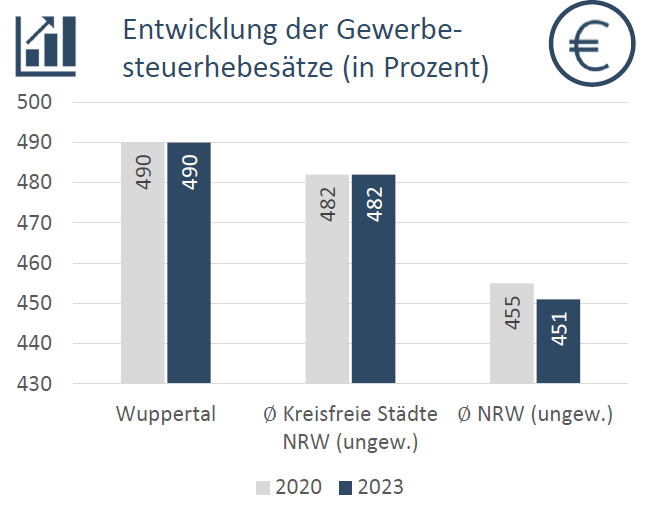 Entwicklung der Gewerbe-
steuerhebesätze (in Prozent)
€
500
490
480
470
460
450
440
430
490
490
482
482
455
451
Wuppertal
Ø Kreisfreie Städte
NRW (ungew.)
Ø NRW (ungew.)
2020
2023